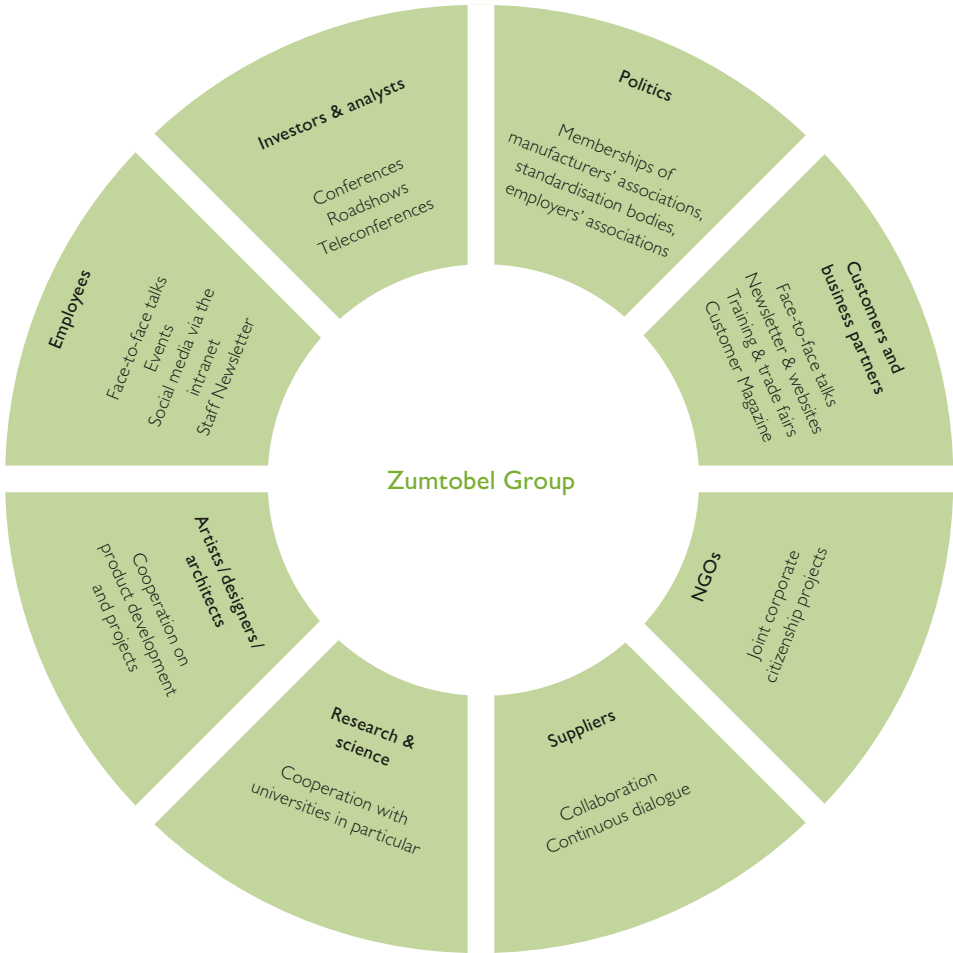 Politics
Memberships of
manufacturers' associations,
standardisation bodies,
employers' associations
Customers and
business partners
Face-to-face talks
Newsletter & websites
Training & trade fairs
Customer Magazine
NGOs
Joint corporate
citizenship projects
Suppliers
Collaboration
Continuous dialogue
Research &
science
Cooperation with
universities in particular
Artists / designers /
architects
Cooperation on
product development
and projects
Employees
Face-to-face talks
Events
Social media via the
intranet
Staff Newsletter
Investors & analysts
Conferences
Roadshows
Teleconferences
Zumtobel Group